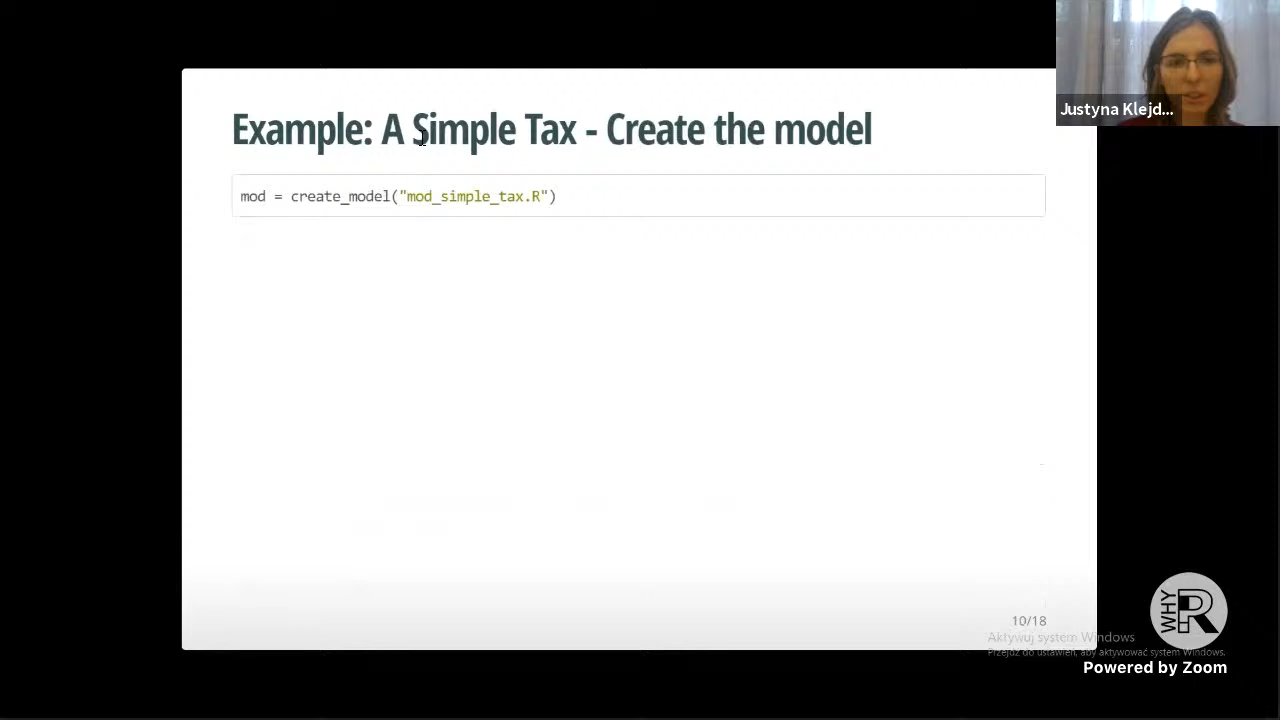 Justyna Klejd...
Example: A Simple Tax - Create the model
mod = create_model("mod_simple_tax.R")
10/18
WHY R
Aktywuj system Windows
Przejdź do ustawień, aby aktywować system Windows.
Powered by Zoom